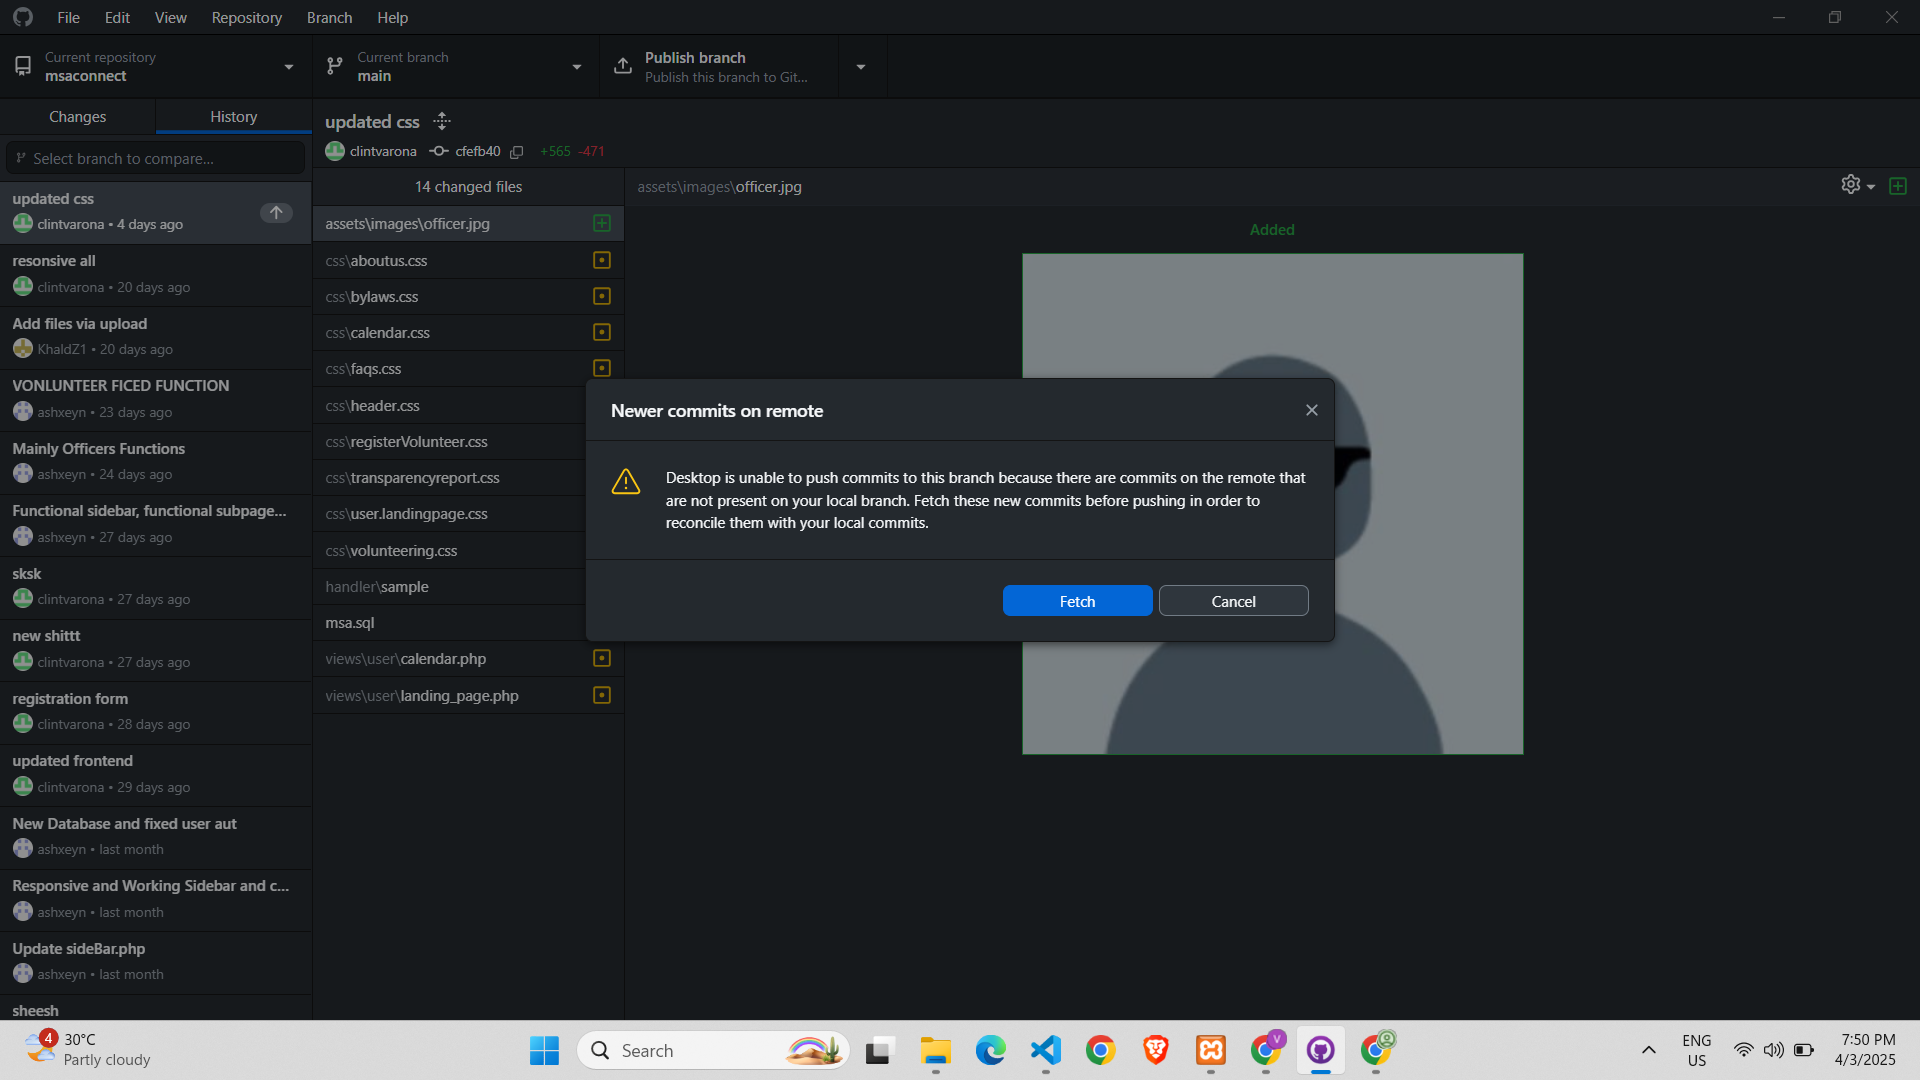 File Edit View Repository Branch Help
Current repository
msaconnect
Current branch
main
Publish branch
Publish this branch to Git...
Changes
History
Select branch to compare...
updated css
clintvarona • 4 days ago
resonsive all
clintvarona • 20 days ago
Add files via upload
KhaldZ1 • 20 days ago
VONLUNTEER FICED FUNCTION
ashxeyn • 23 days ago
Mainly Officers Functions
ashxeyn • 24 days ago
Functional sidebar, functional subpage...
ashxeyn • 27 days ago
sksk
clintvarona • 27 days ago
new shittt
clintvarona • 27 days ago
registration form
clintvarona • 28 days ago
updated frontend
clintvarona • 29 days ago
New Database and fixed user aut
ashxeyn • last month
Responsive and Working Sidebar and c...
ashxeyn • last month
Update sideBar.php
ashxeyn • last month
sheesh
updated css
clintvarona cfefb40 +565 -471
14 changed files
assets\images\officer.jpg
css\aboutus.css
css\bylaws.css
css\calendar.css
css\faqs.css
css\header.css
css\registerVolunteer.css
css\transparencyreport.css
css\user.landingpage.css
css\volunteering.css
handler\sample
msa.sql
views\user\calendar.php
views\user\landing_page.php
assets\images\officer.jpg
Added
Newer commits on remote
Desktop is unable to push commits to this branch because there are commits on the remote that
are not present on your local branch. Fetch these new commits before pushing in order to
reconcile them with your local commits.
Fetch
Cancel
4
30°C
Partly cloudy
Search
V
ENG
US
7:50 PM
4/3/2025